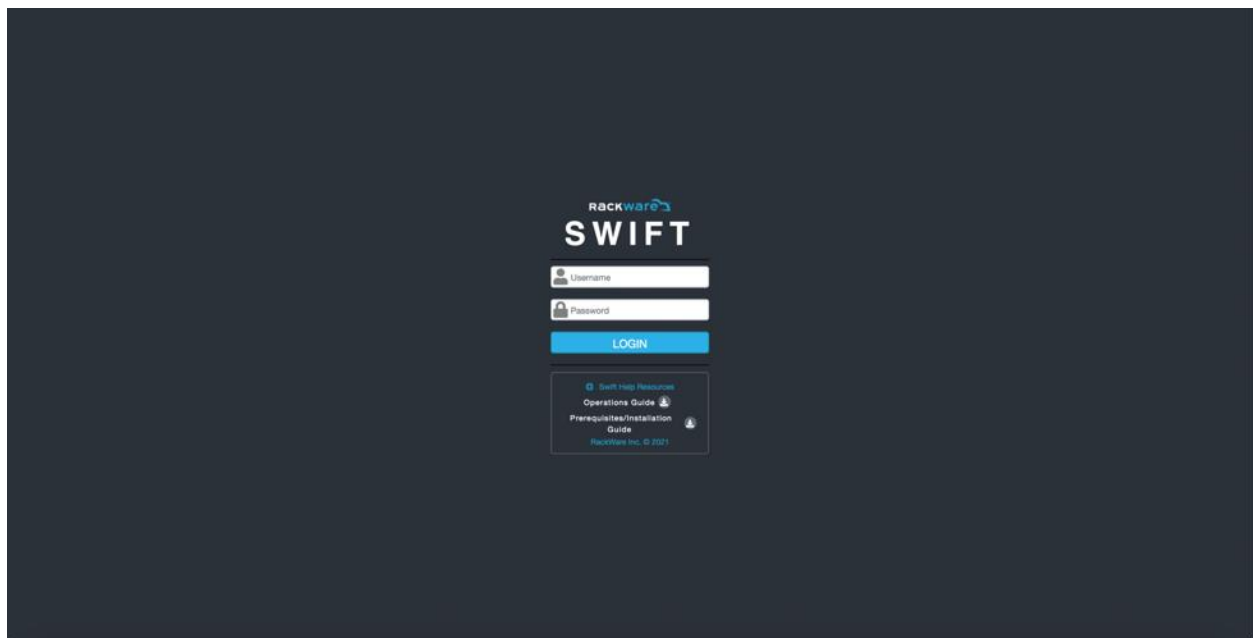 RackWare
SWIFT
Username
Password
LOGIN
Swift Help Resources
Operations Guide
Prerequisites/Installation
Guide
RackWare Inc. © 2021